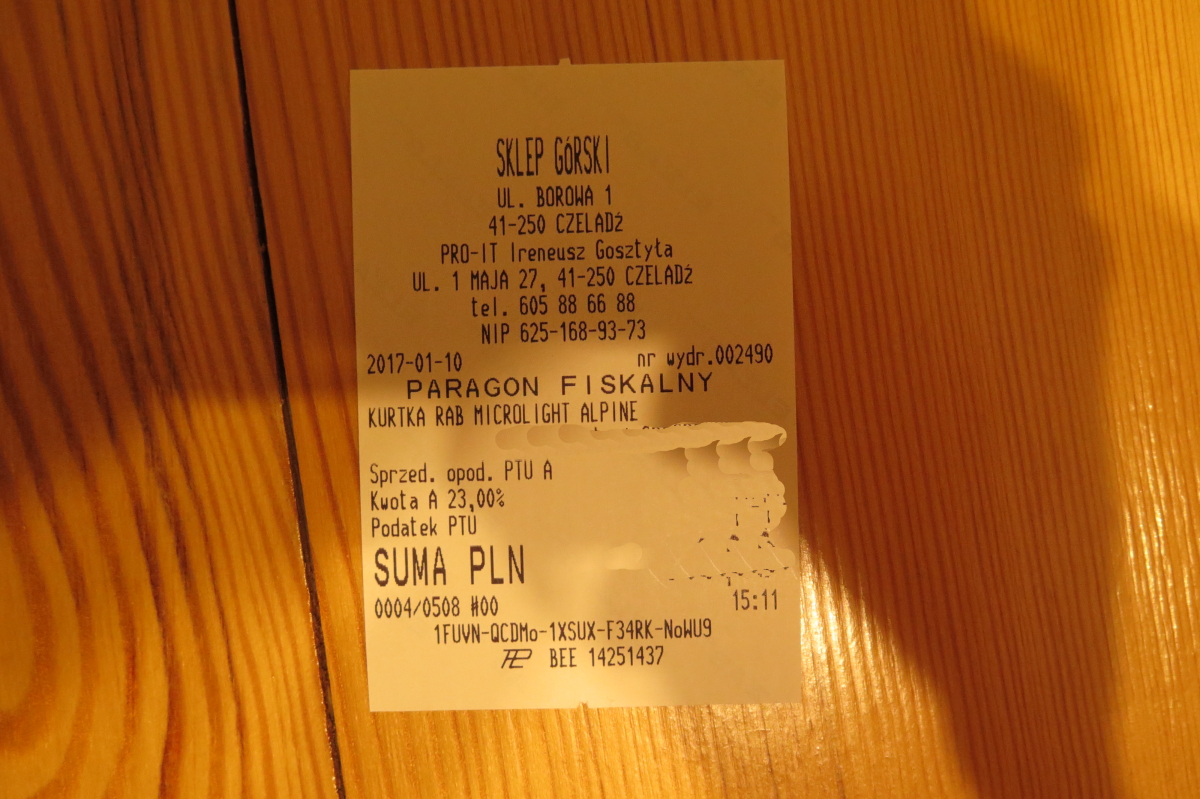 SKLEP GÓRSKI
UL. BOROWA 1
41-250 CZELADŹ
PRO-IT Ireneusz Gosztyła
UL. 1 MAJA 27, 41-250 CZELADŹ
tel. 605 88 66 88
NIP 625-168-93-73
2017-01-10 nr wydr.002490
PARAGON FISKALNY
KURTKA RAB MICROLIGHT ALPINE
Sprzed. opod. PTU A
Kwota A 23,00%
Podatek PTU
SUMA PLN
0004/0508 #00 15:11
1FUVN-QCDMo-1XSUX-F34RK-NoWU9
BEE 14251437